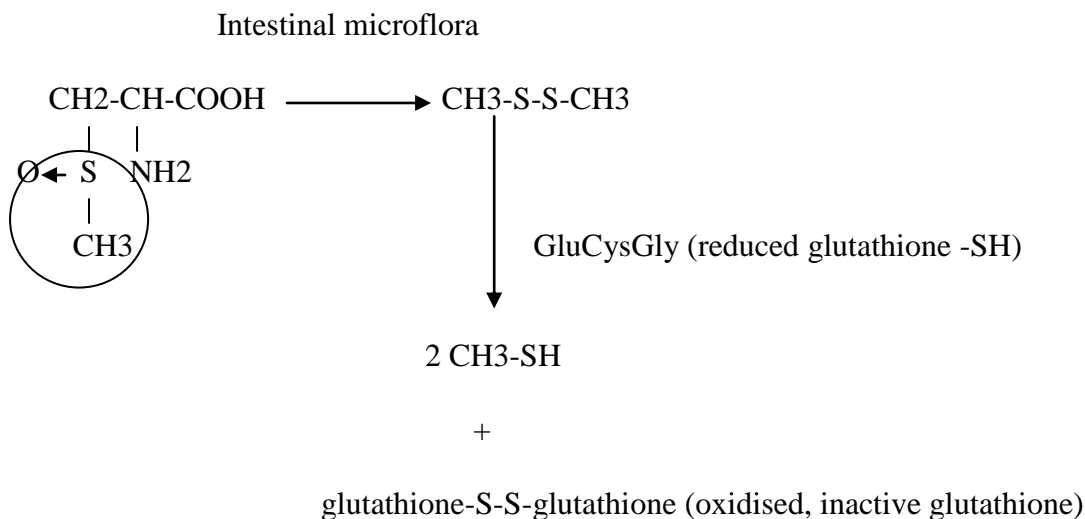 Intestinal microflora
CH2-CH-COOH CH3-S-S-CH3
O S NH2
CH3
GluCysGly (reduced glutathione -SH)
2 CH3-SH
+
glutathione-S-S-glutathione (oxidised, inactive glutathione)